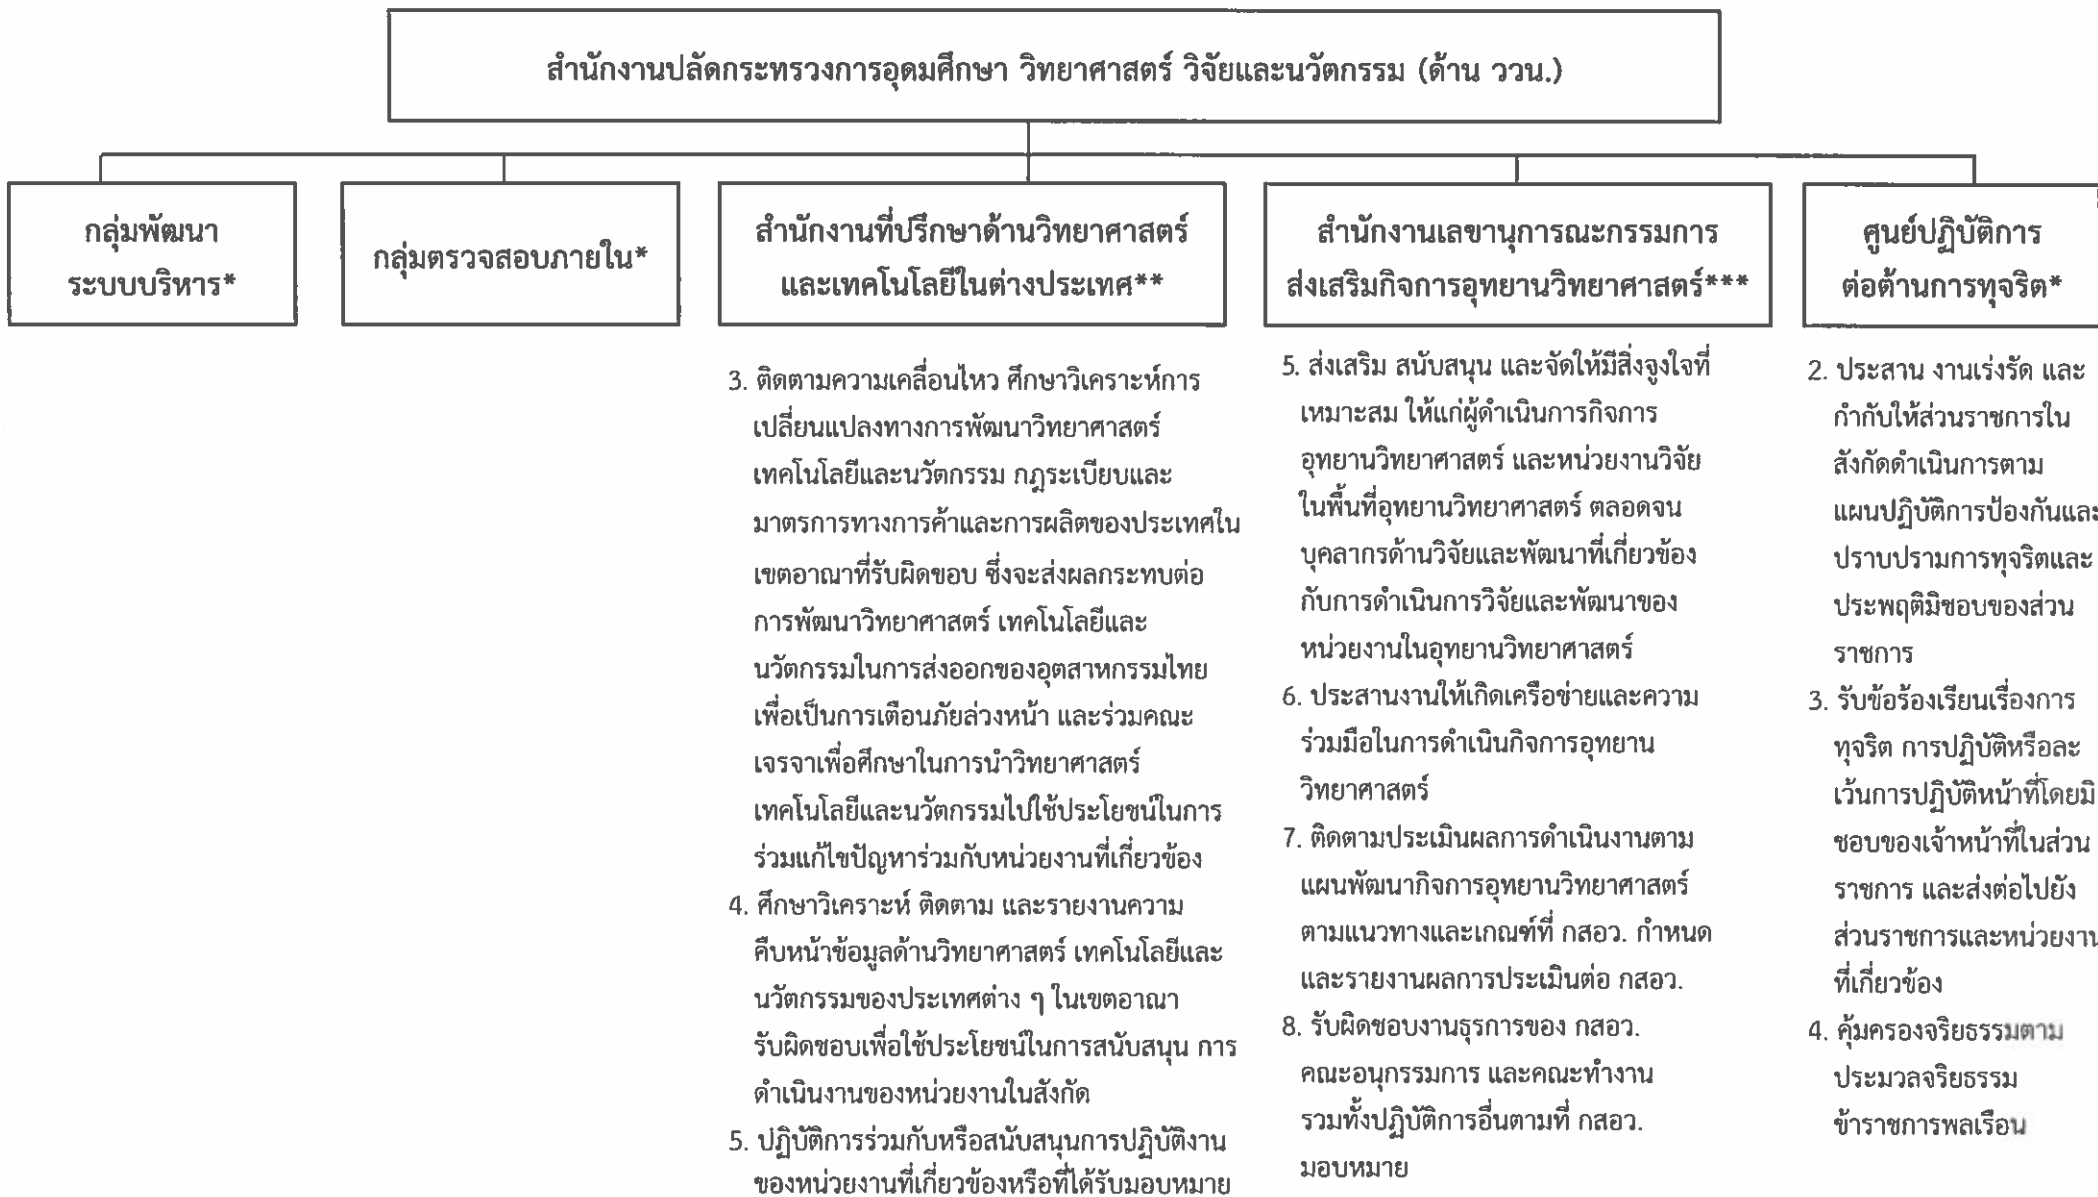 สำนักงานปลัดกระทรวงการอุดมศึกษา วิทยาศาสตร์ วิจัยและนวัตกรรม (ด้าน ววน.)
กลุ่มพัฒนา
ระบบบริหาร*
กลุ่มตรวจสอบภายใน*
สำนักงานที่ปรึกษาด้านวิทยาศาสตร์
และเทคโนโลยีในต่างประเทศ**
สำนักงานเลขานุการณะกรรมการ
ส่งเสริมกิจการอุทยานวิทยาศาสตร์***
ศูนย์ปฏิบัติการ
ต่อต้านการทุจริต*
3. ติดตามความเคลื่อนไหว ศึกษาวิเคราะห์การ
เปลี่ยนแปลงทางการพัฒนาวิทยาศาสตร์
เทคโนโลยีและนวัตกรรม กฎระเบียบและ
มาตรการทางการค้าและการผลิตของประเทศใน
เขตอาณาที่รับผิดชอบ ซึ่งจะส่งผลกระทบต่อ
การพัฒนาวิทยาศาสตร์ เทคโนโลยีและ
นวัตกรรมในการส่งออกของอุตสาหกรรมไทย
เพื่อเป็นการเตือนภัยล่วงหน้า และร่วมคณะ
เจรจาเพื่อศึกษาในการนำวิทยาศาสตร์
เทคโนโลยีและนวัตกรรมไปใช้ประโยชน์ในการ
ร่วมแก้ไขปัญหาร่วมกับหน่วยงานที่เกี่ยวข้อง
4. ศึกษาวิเคราะห์ ติดตาม และรายงานความ
คืบหน้าข้อมูลด้านวิทยาศาสตร์ เทคโนโลยีและ
นวัตกรรมของประเทศต่าง ๆ ในเขตอาณา
รับผิดชอบเพื่อใช้ประโยชน์ในการสนับสนุน การ
ดำเนินงานของหน่วยงานในสังกัด
5. ปฏิบัติการร่วมกับหรือสนับสนุนการปฏิบัติงาน
ของหน่วยงานที่เกี่ยวข้องหรือที่ได้รับมอบหมาย
5. ส่งเสริม สนับสนุน และจัดให้มีสิ่งจูงใจที่
เหมาะสม ให้แก่ผู้ดำเนินการกิจการ
อุทยานวิทยาศาสตร์ และหน่วยงานวิจัย
ในพื้นที่อุทยานวิทยาศาสตร์ ตลอดจน
บุคลากรด้านวิจัยและพัฒนาที่เกี่ยวข้อง
กับการดำเนินการวิจัยและพัฒนาของ
หน่วยงานในอุทยานวิทยาศาสตร์
6. ประสานงานให้เกิดเครือข่ายและความ
ร่วมมือในการดำเนินกิจการอุทยาน
วิทยาศาสตร์
7. ติดตามประเมินผลการดำเนินงานตาม
แผนพัฒนากิจการอุทยานวิทยาศาสตร์
ตามแนวทางและเกณฑ์ที่ กสอว. กำหนด
และรายงานผลการประเมินต่อ กสอว.
8. รับผิดชอบงานธุรการของ กสอว.
คณะอนุกรรมการ และคณะทำงาน
รวมทั้งปฏิบัติการอื่นตามที่ กสอว.
มอบหมาย
2. ประสาน งานเร่งรัด และ
กำกับให้ส่วนราชการใน
สังกัดดำเนินการตาม
แผนปฏิบัติการป้องกันและ
ปราบปรามการทุจริตและ
ประพฤติมิชอบของส่วน
ราชการ
3. รับข้อร้องเรียนเรื่องการ
ทุจริต การปฏิบัติหรือละ
เว้นการปฏิบัติหน้าที่โดยมิ
ชอบของเจ้าหน้าที่ในส่วน
ราชการ และส่งต่อไปยัง
ส่วนราชการและหน่วยงาน
ที่เกี่ยวข้อง
4. คุ้มครองจริยธรรมตาม
ประมวลจริยธรรม
ข้าราชการพลเรือน